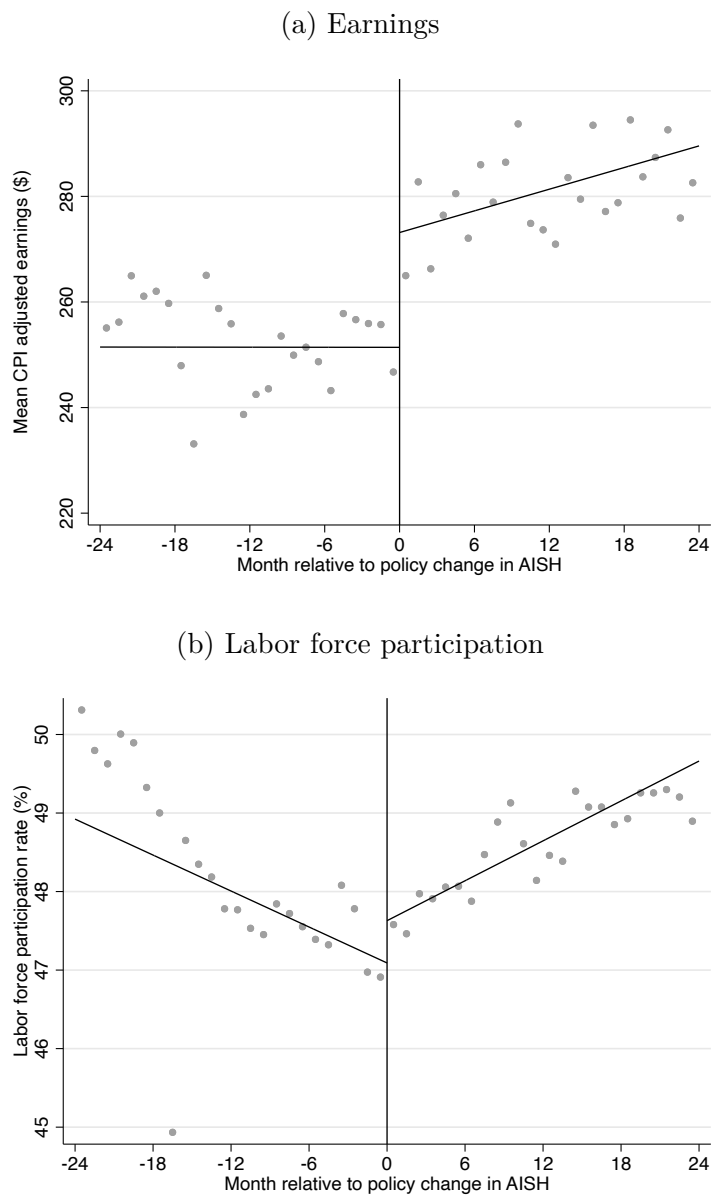 (a) Earnings
Mean CPI adjusted earnings ($)
300
280
260
240
220
-24 -18 -12 -6 0 6 12 18 24
Month relative to policy change in AISH
(b) Labor force participation
Labor force participation rate (%)
50
49
48
47
46
45
-24 -18 -12 -6 0 6 12 18 24
Month relative to policy change in AISH